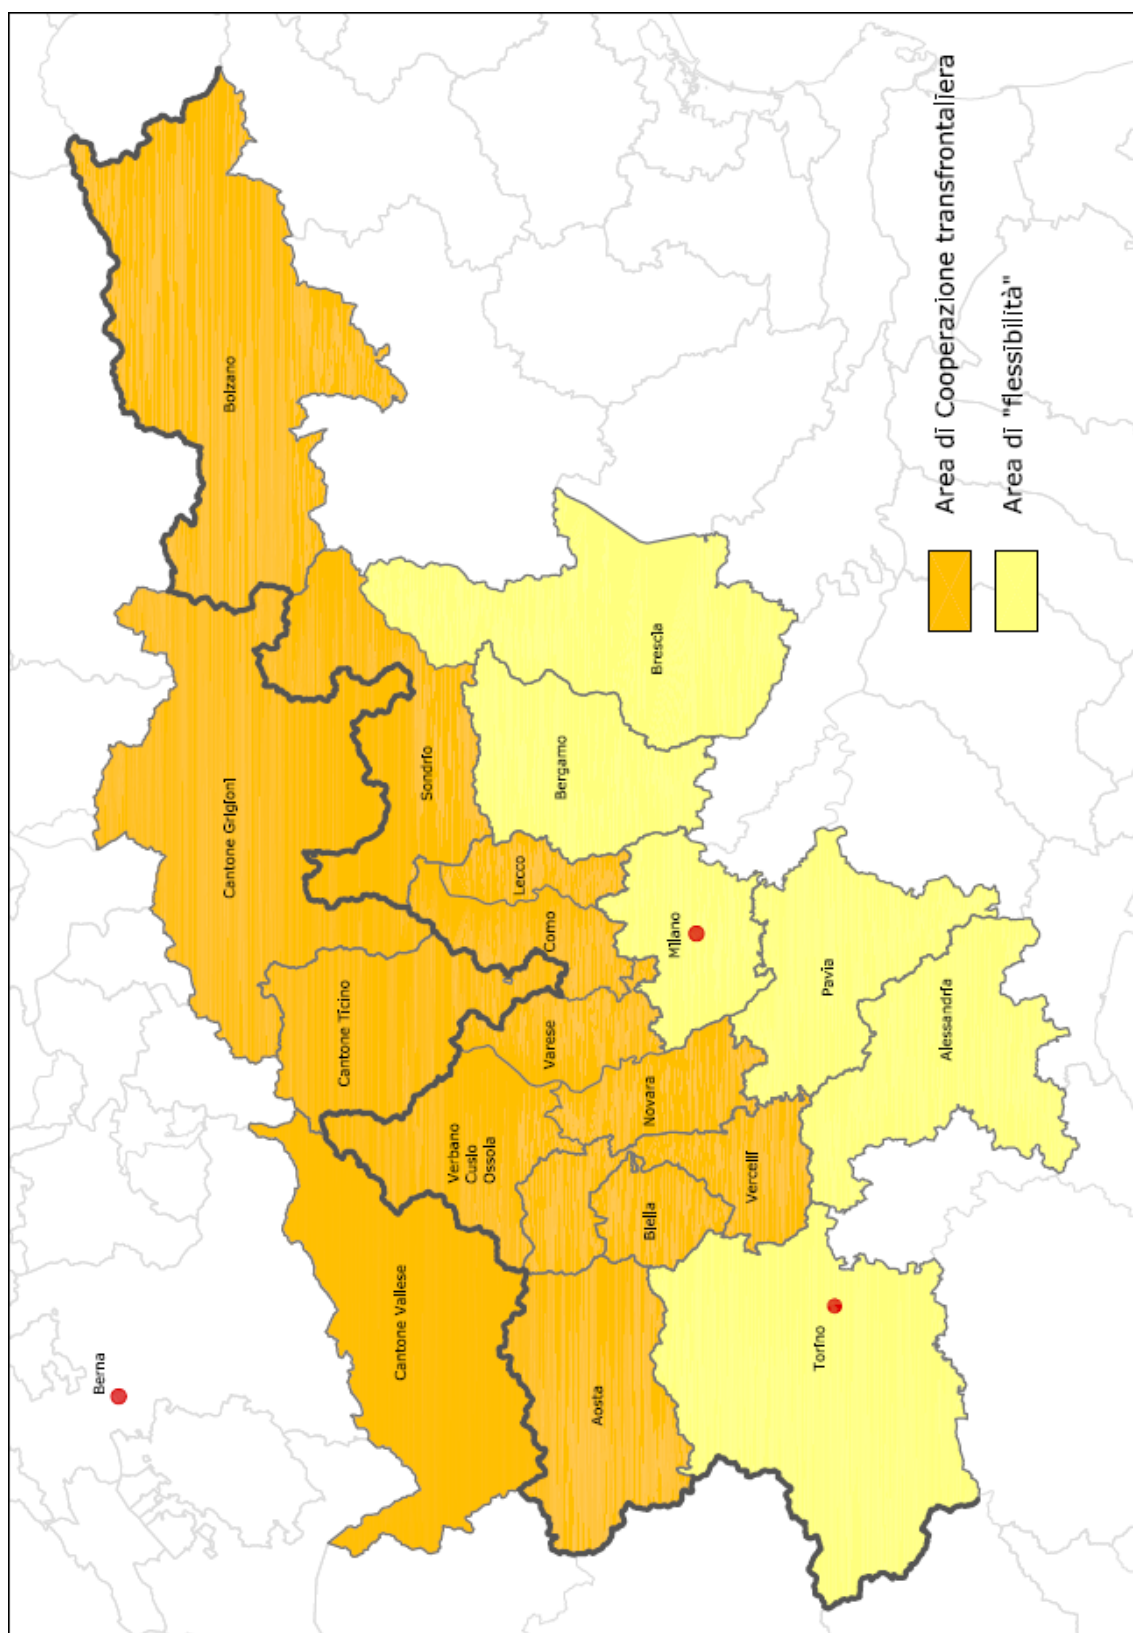 Berna
Cantone Vallese
Cantone Ticino
Cantone Grigioni
Bolzano
Aosta
Verbano
Cusio
Ossola
Biella
Vercelli
Novara
Varese
Como
Lecco
Sondrio
Torino
Milano
Bergamo
Brescia
Pavia
Alessandria
Area di Cooperazione transfrontaliera
Area di "flessibilità"